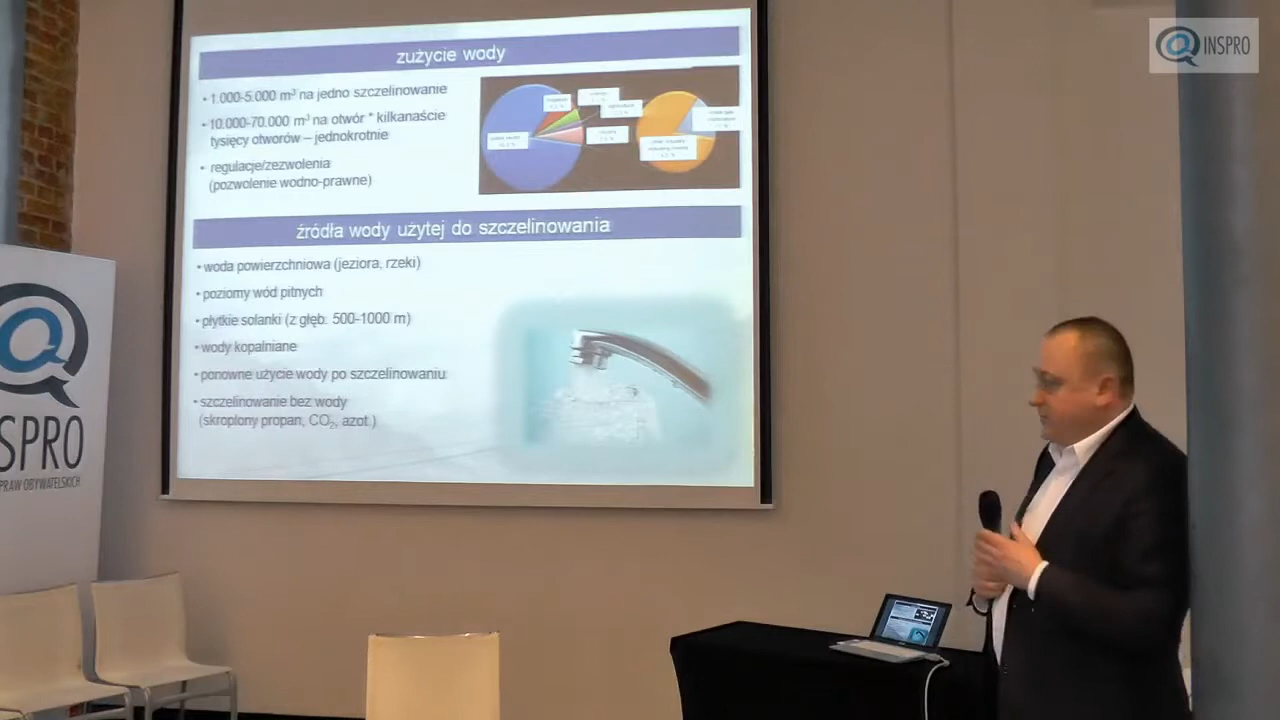 INSPRO
zużycie wody
• 1.000-5.000 m³ na jedno szczelinowanie
• 10.000-70.000 m³ na otwór * kilkanaście
tysięcy otworów – jednokrotnie
• regulacje/zezwolenia
(pozwolenie wodno-prawne)
źródła wody użytej do szczelinowania
• woda powierzchniowa (jeziora, rzeki)
• poziomy wód pitnych
• płytkie solanki (z głęb. 500-1000 m)
• wody kopalniane
• ponowne użycie wody po szczelinowaniu
• szczelinowanie bez wody
(skroplony propan, CO₂, azot.)
SPRO
PRAW OBYWATELSKICH